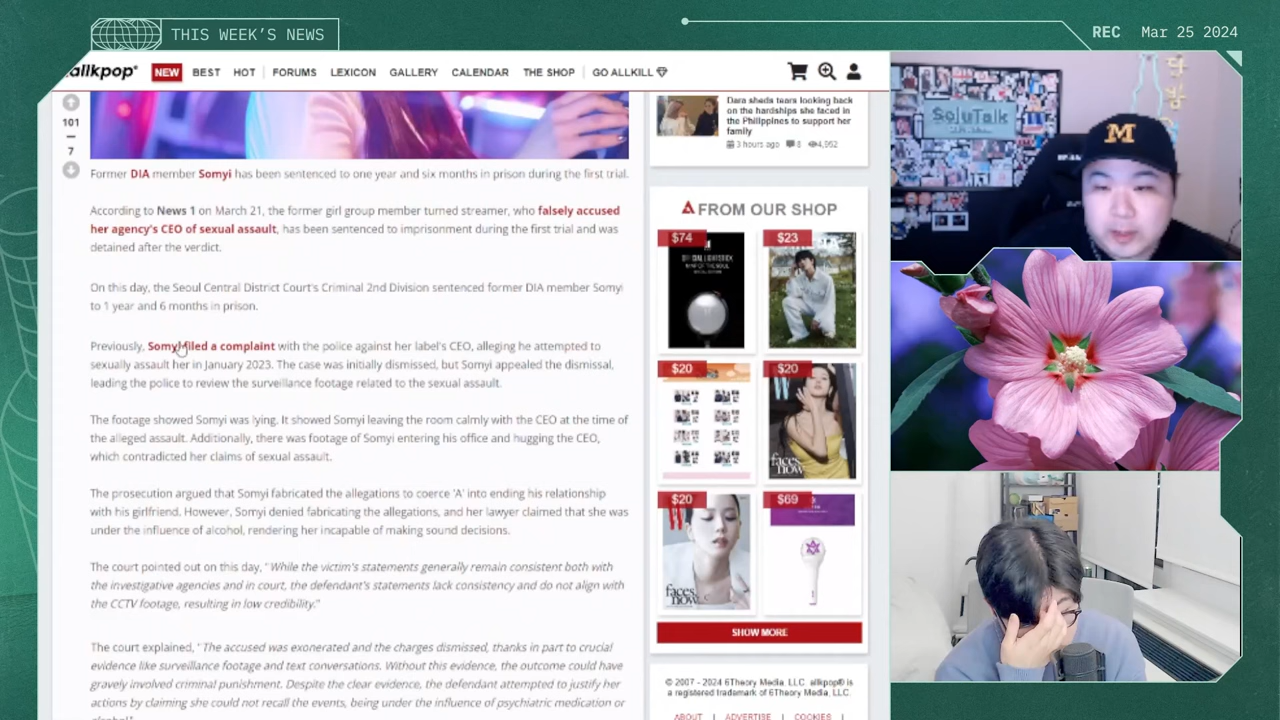 THIS WEEK'S NEWS
REC Mar 25 2024
allkpop
NEW BEST HOT FORUMS LEXICON GALLERY CALENDAR THE SHOP GO ALLKILL
101
7
Former DIA member Somyi has been sentenced to one year and six months in prison during the first trial.
According to News 1 on March 21, the former girl group member turned streamer, who falsely accused
her agency's CEO of sexual assault, has been sentenced to imprisonment during the first trial and was
detained after the verdict.
On this day, the Seoul Central District Court's Criminal 2nd Division sentenced former DIA member Somyi
to 1 year and 6 months in prison.
Previously, Somyi filed a complaint with the police against her label's CEO, alleging he attempted to
sexually assault her in January 2023. The case was initially dismissed, but Somyi appealed the dismissal,
leading the police to review the surveillance footage related to the sexual assault.
The footage showed Somyi was lying. It showed Somyi leaving the room calmly with the CEO at the time of
the alleged assault. Additionally, there was footage of Somyi entering his office and hugging the CEO,
which contradicted her claims of sexual assault.
The prosecution argued that Somyi fabricated the allegations to coerce 'A' into ending his relationship
with his girlfriend. However, Somyi denied fabricating the allegations, and her lawyer claimed that she was
under the influence of alcohol, rendering her incapable of making sound decisions.
The court pointed out on this day, "While the victim's statements generally remain consistent both with
the investigative agencies and in court, the defendant's statements lack consistency and do not align with
the CCTV footage, resulting in low credibility."
The court explained, "The accused was exonerated and the charges dismissed, thanks in part to crucial
evidence like surveillance footage and text conversations. Without this evidence, the outcome could have
gravely involved criminal punishment. Despite the clear evidence, the defendant attempted to justify her
actions by claiming she could not recall the events, being under the influence of psychiatric medication or
alcohol."
Dara sheds tears looking back
on the hardships she faced in
the Philippines to support her
family
3 hours ago 8 4,952
FROM OUR SHOP
$74
$23
$20
$20
faces
now
$20
$69
W
faces
now
SHOW MORE
© 2007 - 2024 6Theory Media, LLC. allkpop® is
a registered trademark of 6Theory Media, LLC.
ABOUT | ADVERTISE | COOKIES |
SojuTalk
M